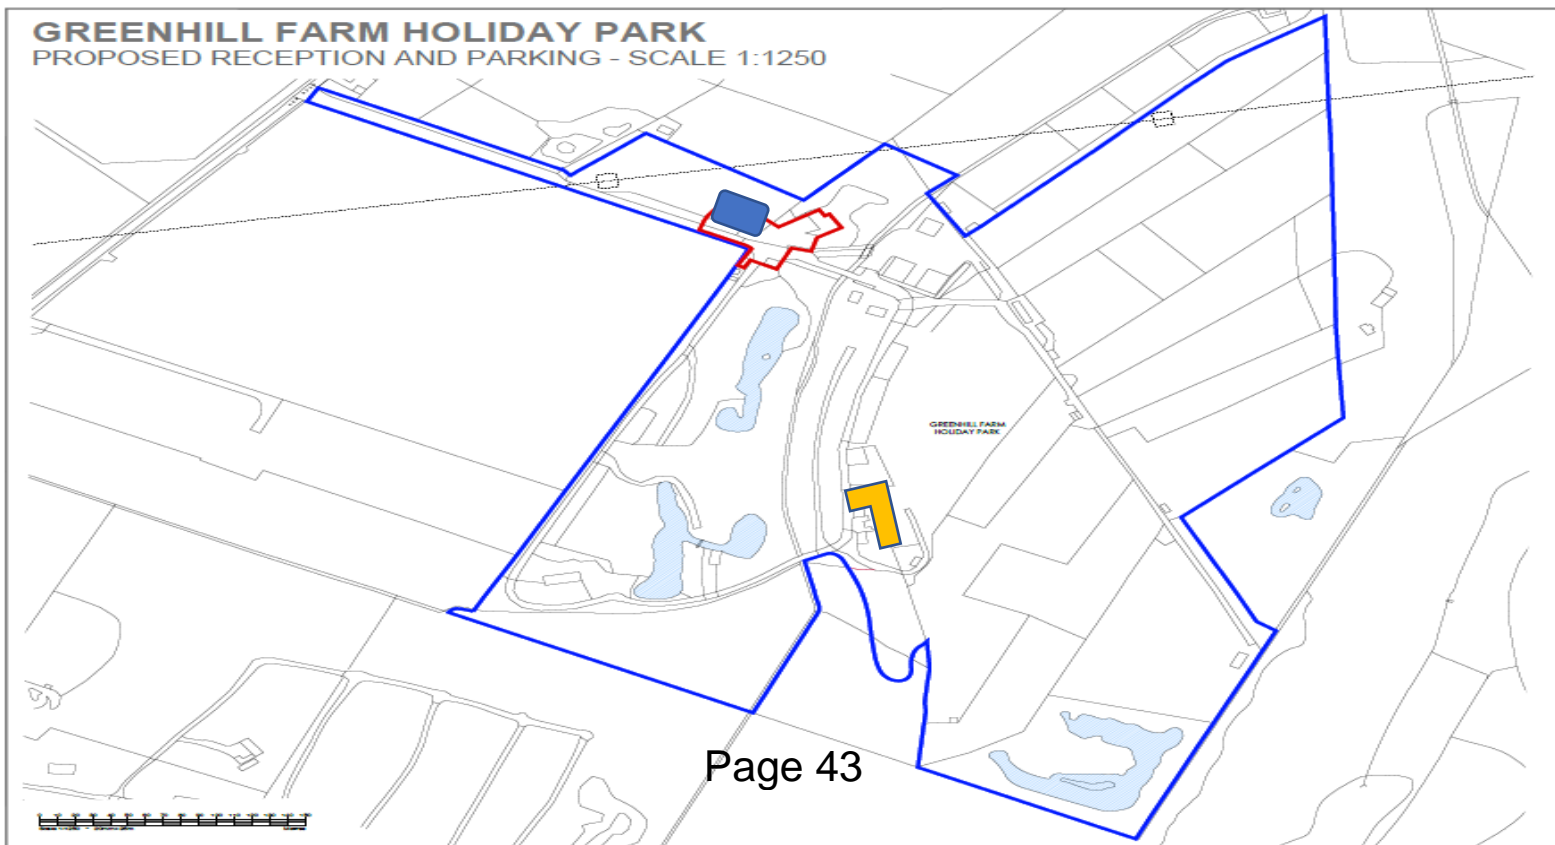 GREENHILL FARM HOLIDAY PARK
PROPOSED RECEPTION AND PARKING - SCALE 1:1250
GREENHILL FARM
HOLIDAY PARK
Page 43